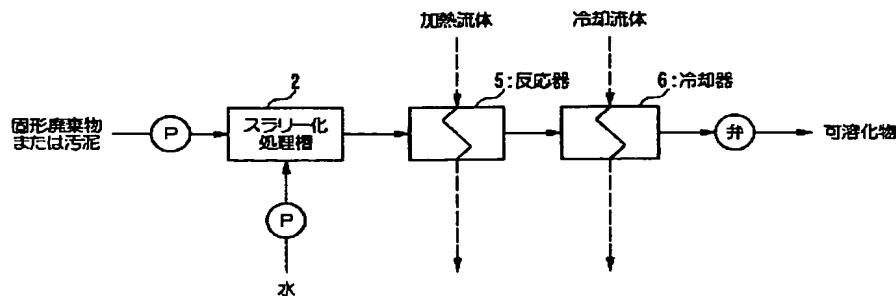 加熱流体
冷却流体
2
5:反応器
6:冷却器
固形廃棄物
または汚泥
P
スラリー化
処理槽
弁
可溶化物
P
水